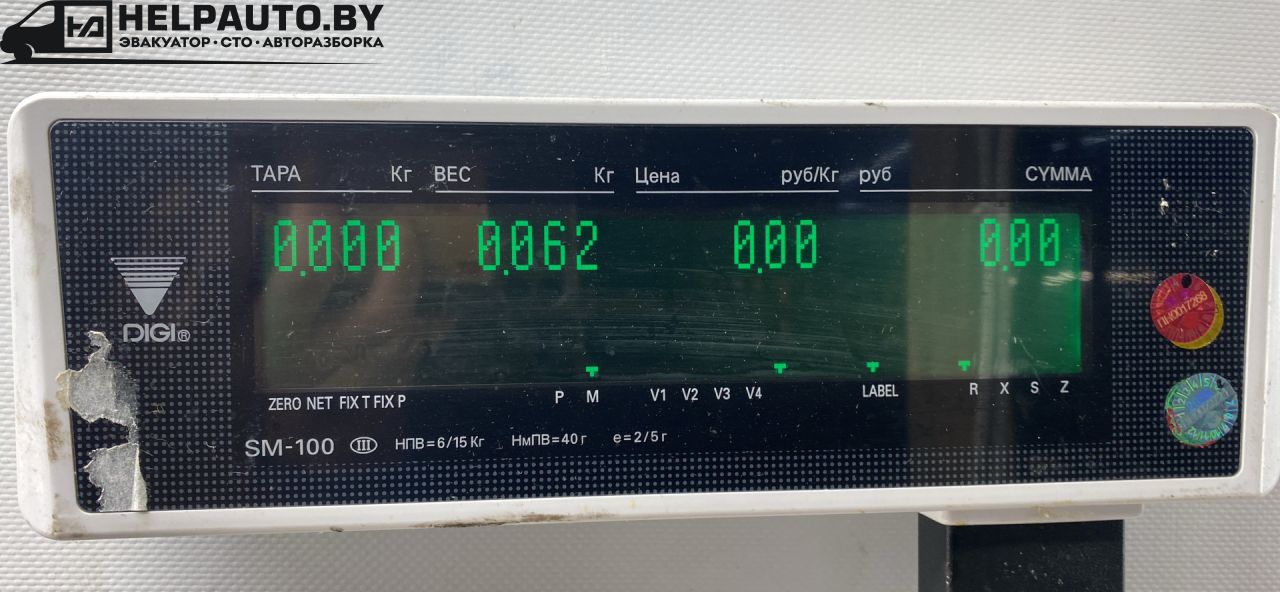 HELPAUTO.BY
ЭВАКУАТОР · СТО · АВТОРАЗБОРКА
ТАРА Кг ВЕС Кг Цена руб/Кг руб СУММА
0.000 0.062 0.00 0.00
DIGI®
ПН0017268
ZERO NET FIX T FIX P P M V1 V2 V3 V4 LABEL R X S Z
SM-100 III НПВ=6/15 Кг НмПВ=40 г е=2/5 г